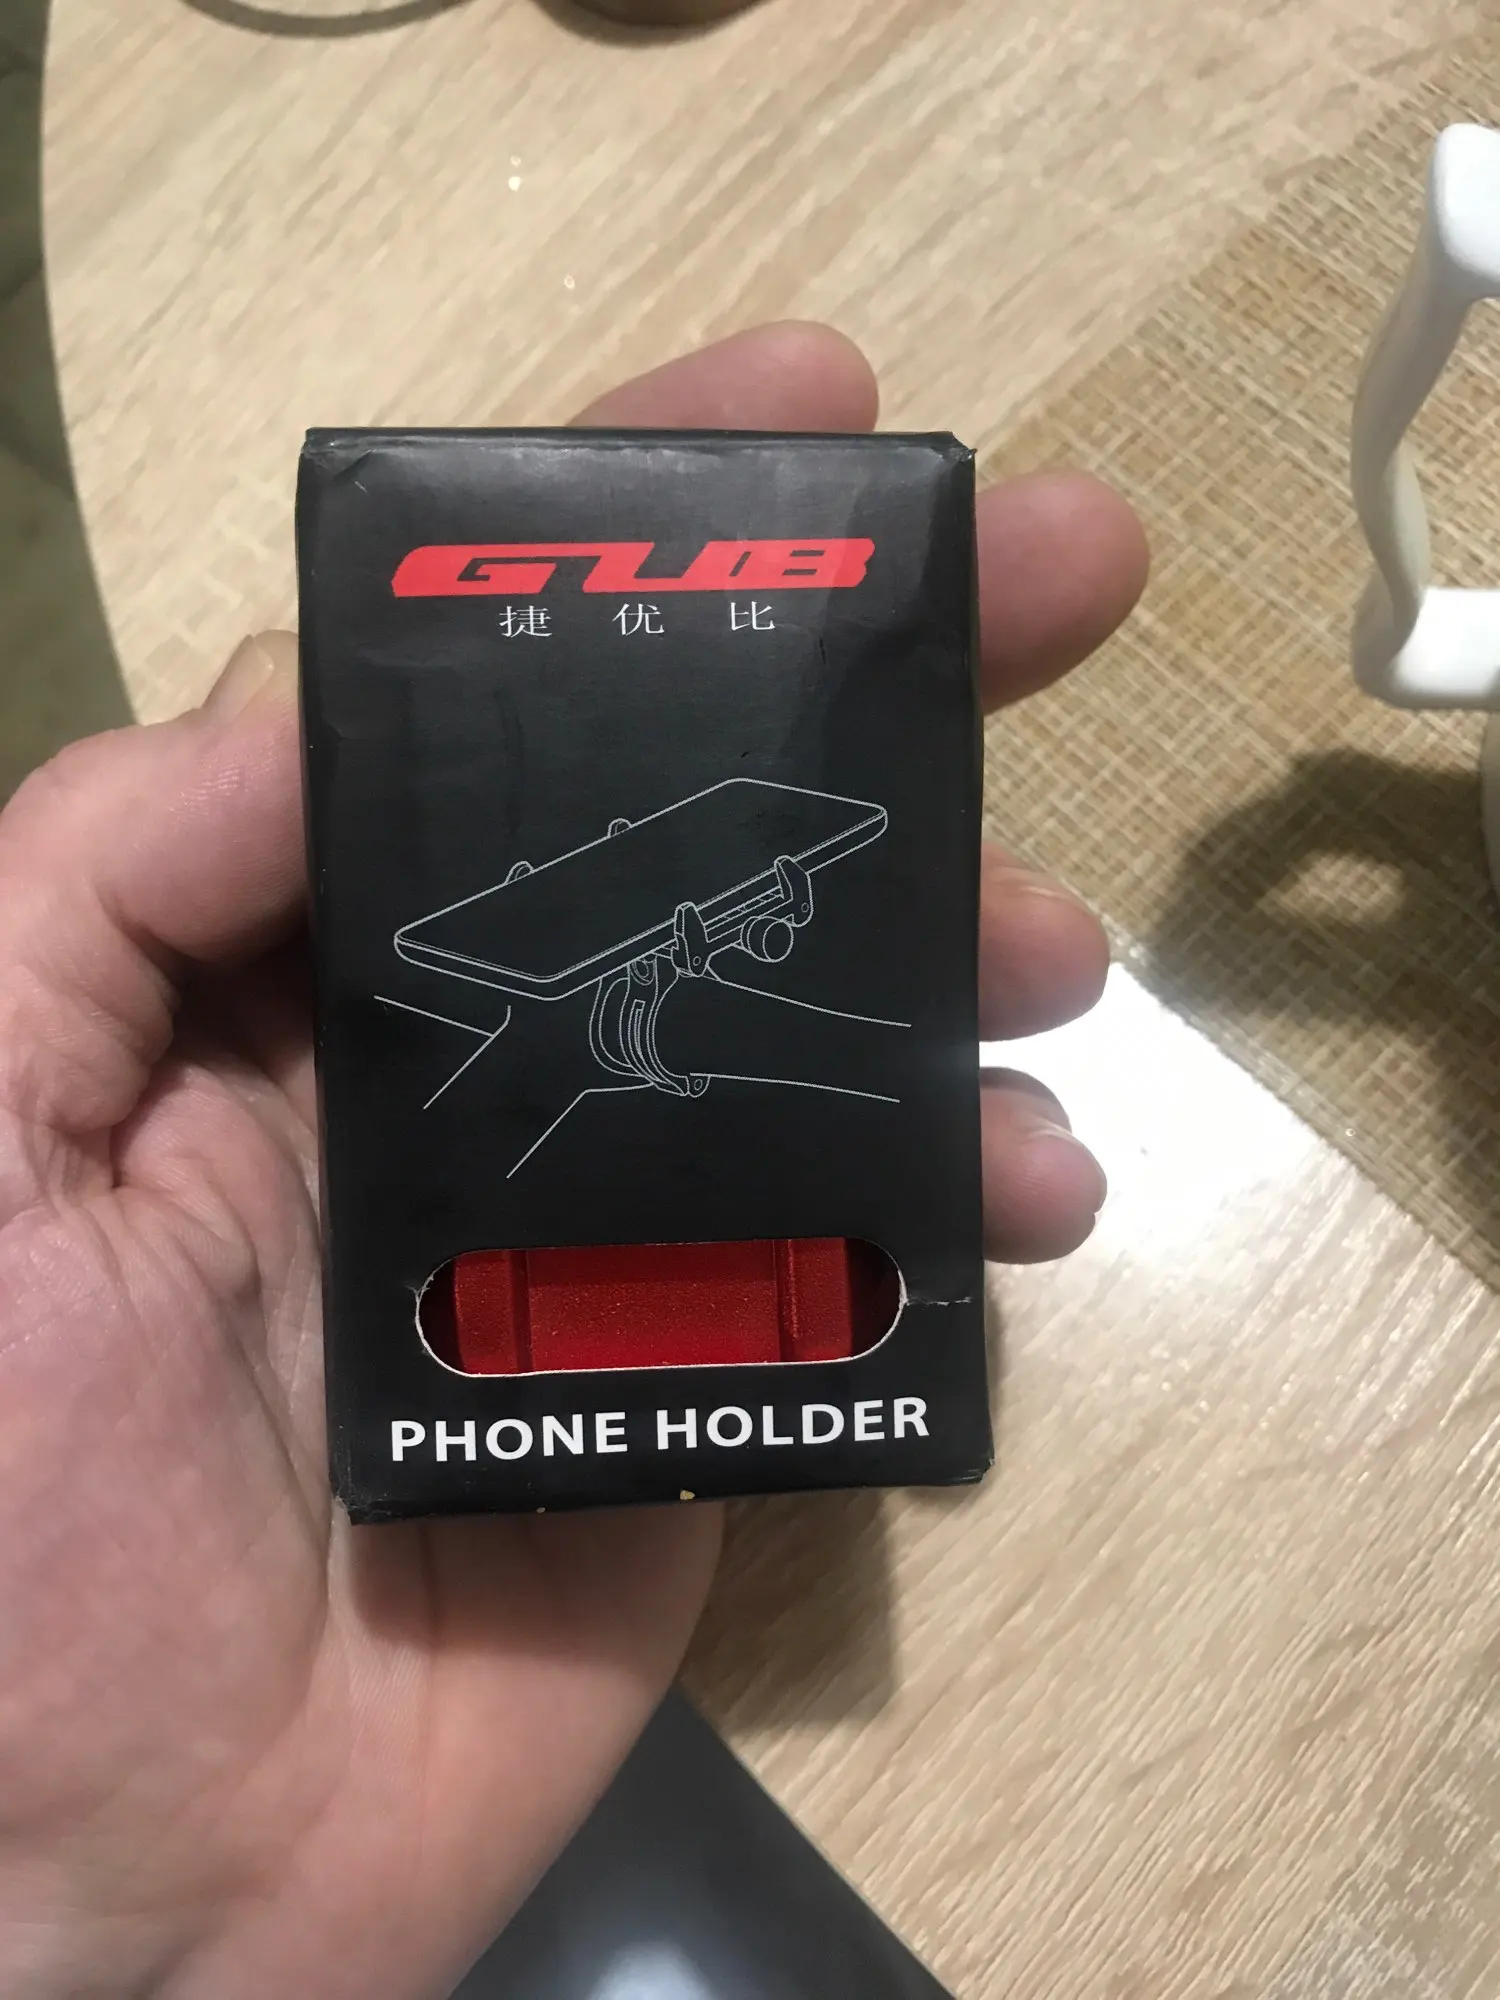 GUB
捷优比
PHONE HOLDER